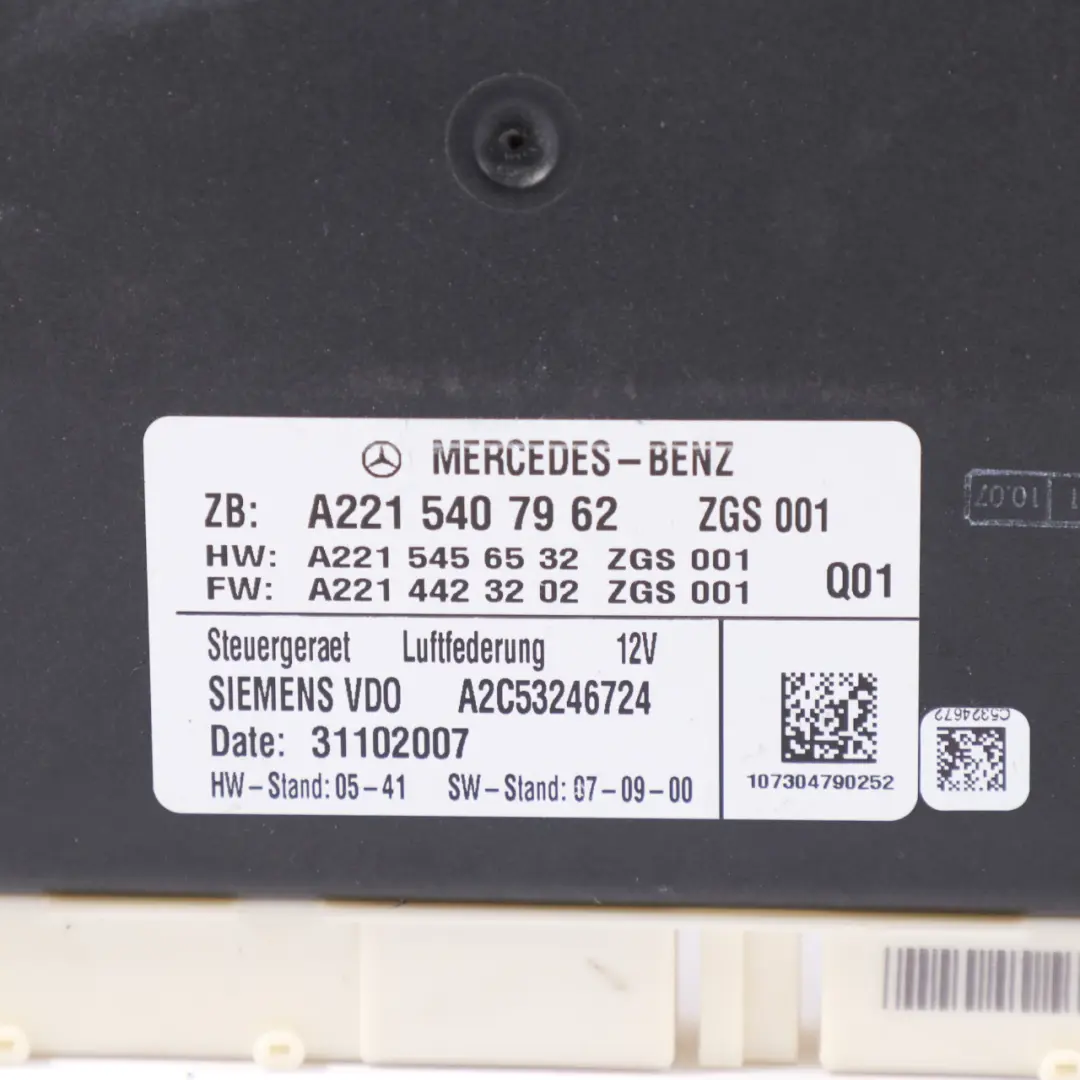 MERCEDES-BENZ
ZB: A221 540 79 62 ZGS 001
HW: A221 545 65 32 ZGS 001
FW: A221 442 32 02 ZGS 001
Q01
Steuergeraet Luftfederung 12V
SIEMENS VDO A2C53246724
Date: 31102007
HW-Stand: 05-41 SW-Stand: 07-09-00
107304790252
C5324672
10.07